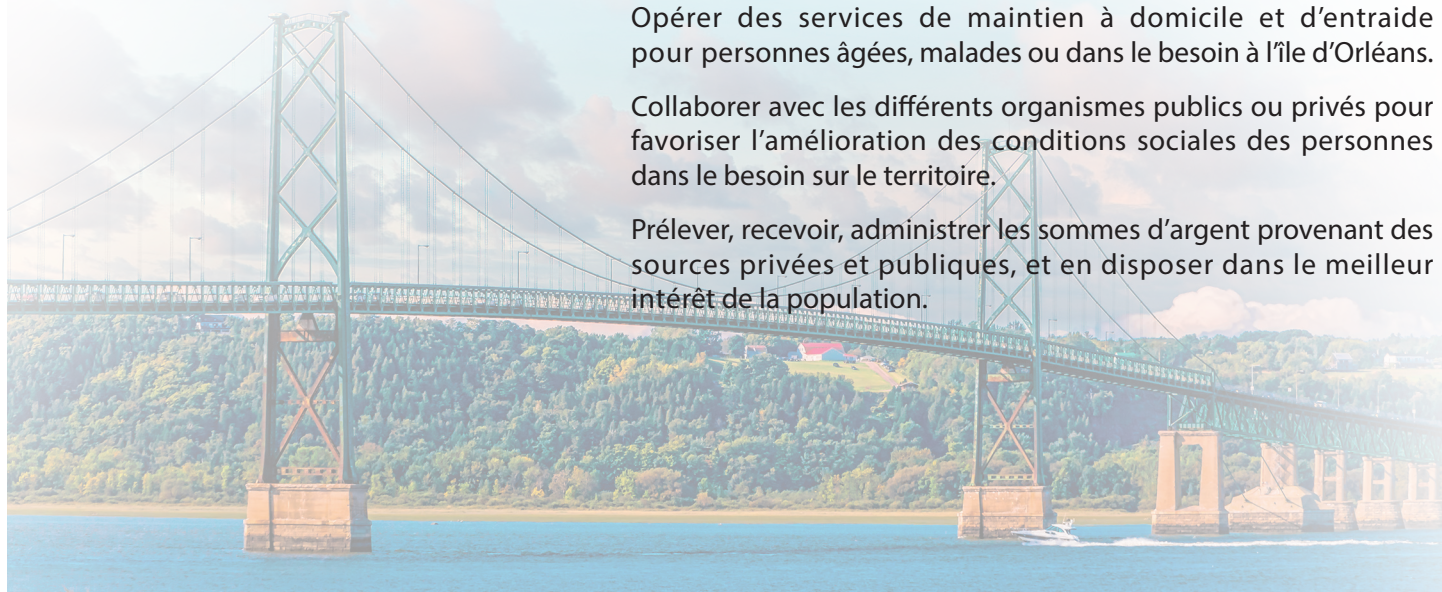 Opérer des services de maintien à domicile et d'entraide
pour personnes âgées, malades ou dans le besoin à l’île d’Orléans.
Collaborer avec les différents organismes publics ou privés pour
favoriser l’amélioration des conditions sociales des personnes
dans le besoin sur le territoire.
Prélever, recevoir, administrer les sommes d’argent provenant des
sources privées et publiques, et en disposer dans le meilleur
intérêt de la population.